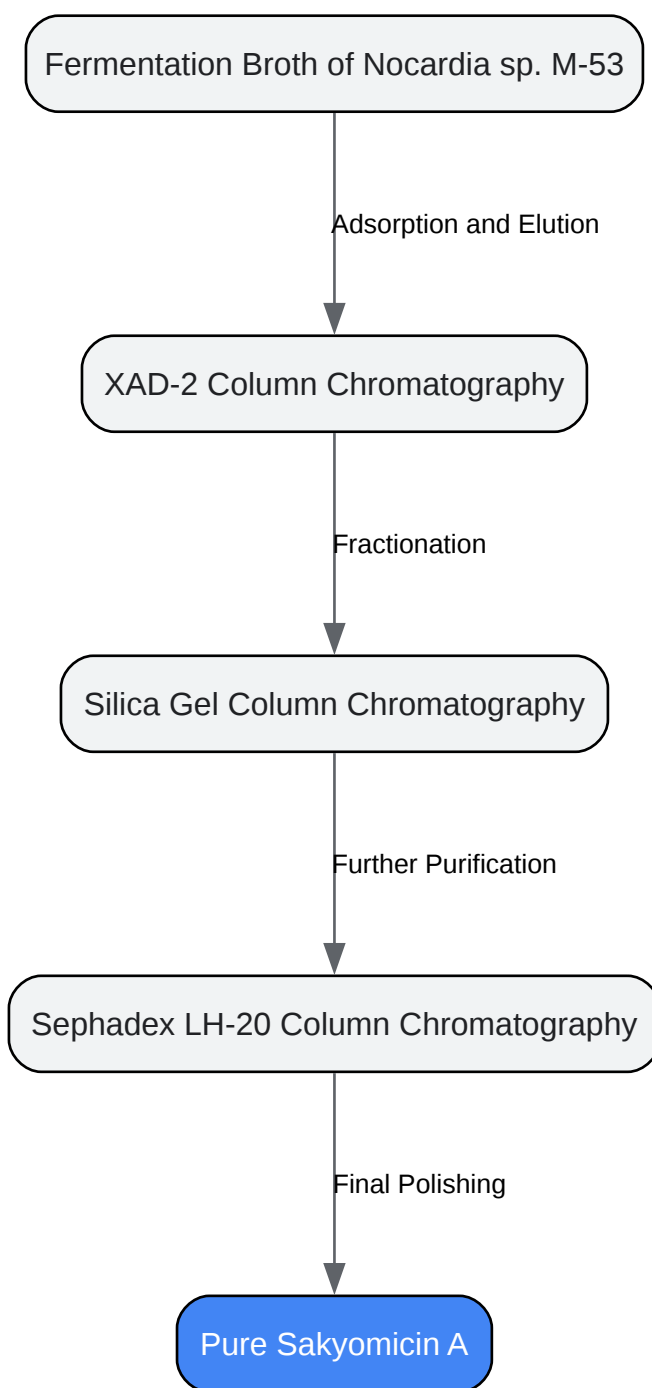 Fermentation Broth of Nocardia sp. M-53
Adsorption and Elution
XAD-2 Column Chromatography
Fractionation
Silica Gel Column Chromatography
Further Purification
Sephadex LH-20 Column Chromatography
Final Polishing
Pure Sakyomicin A